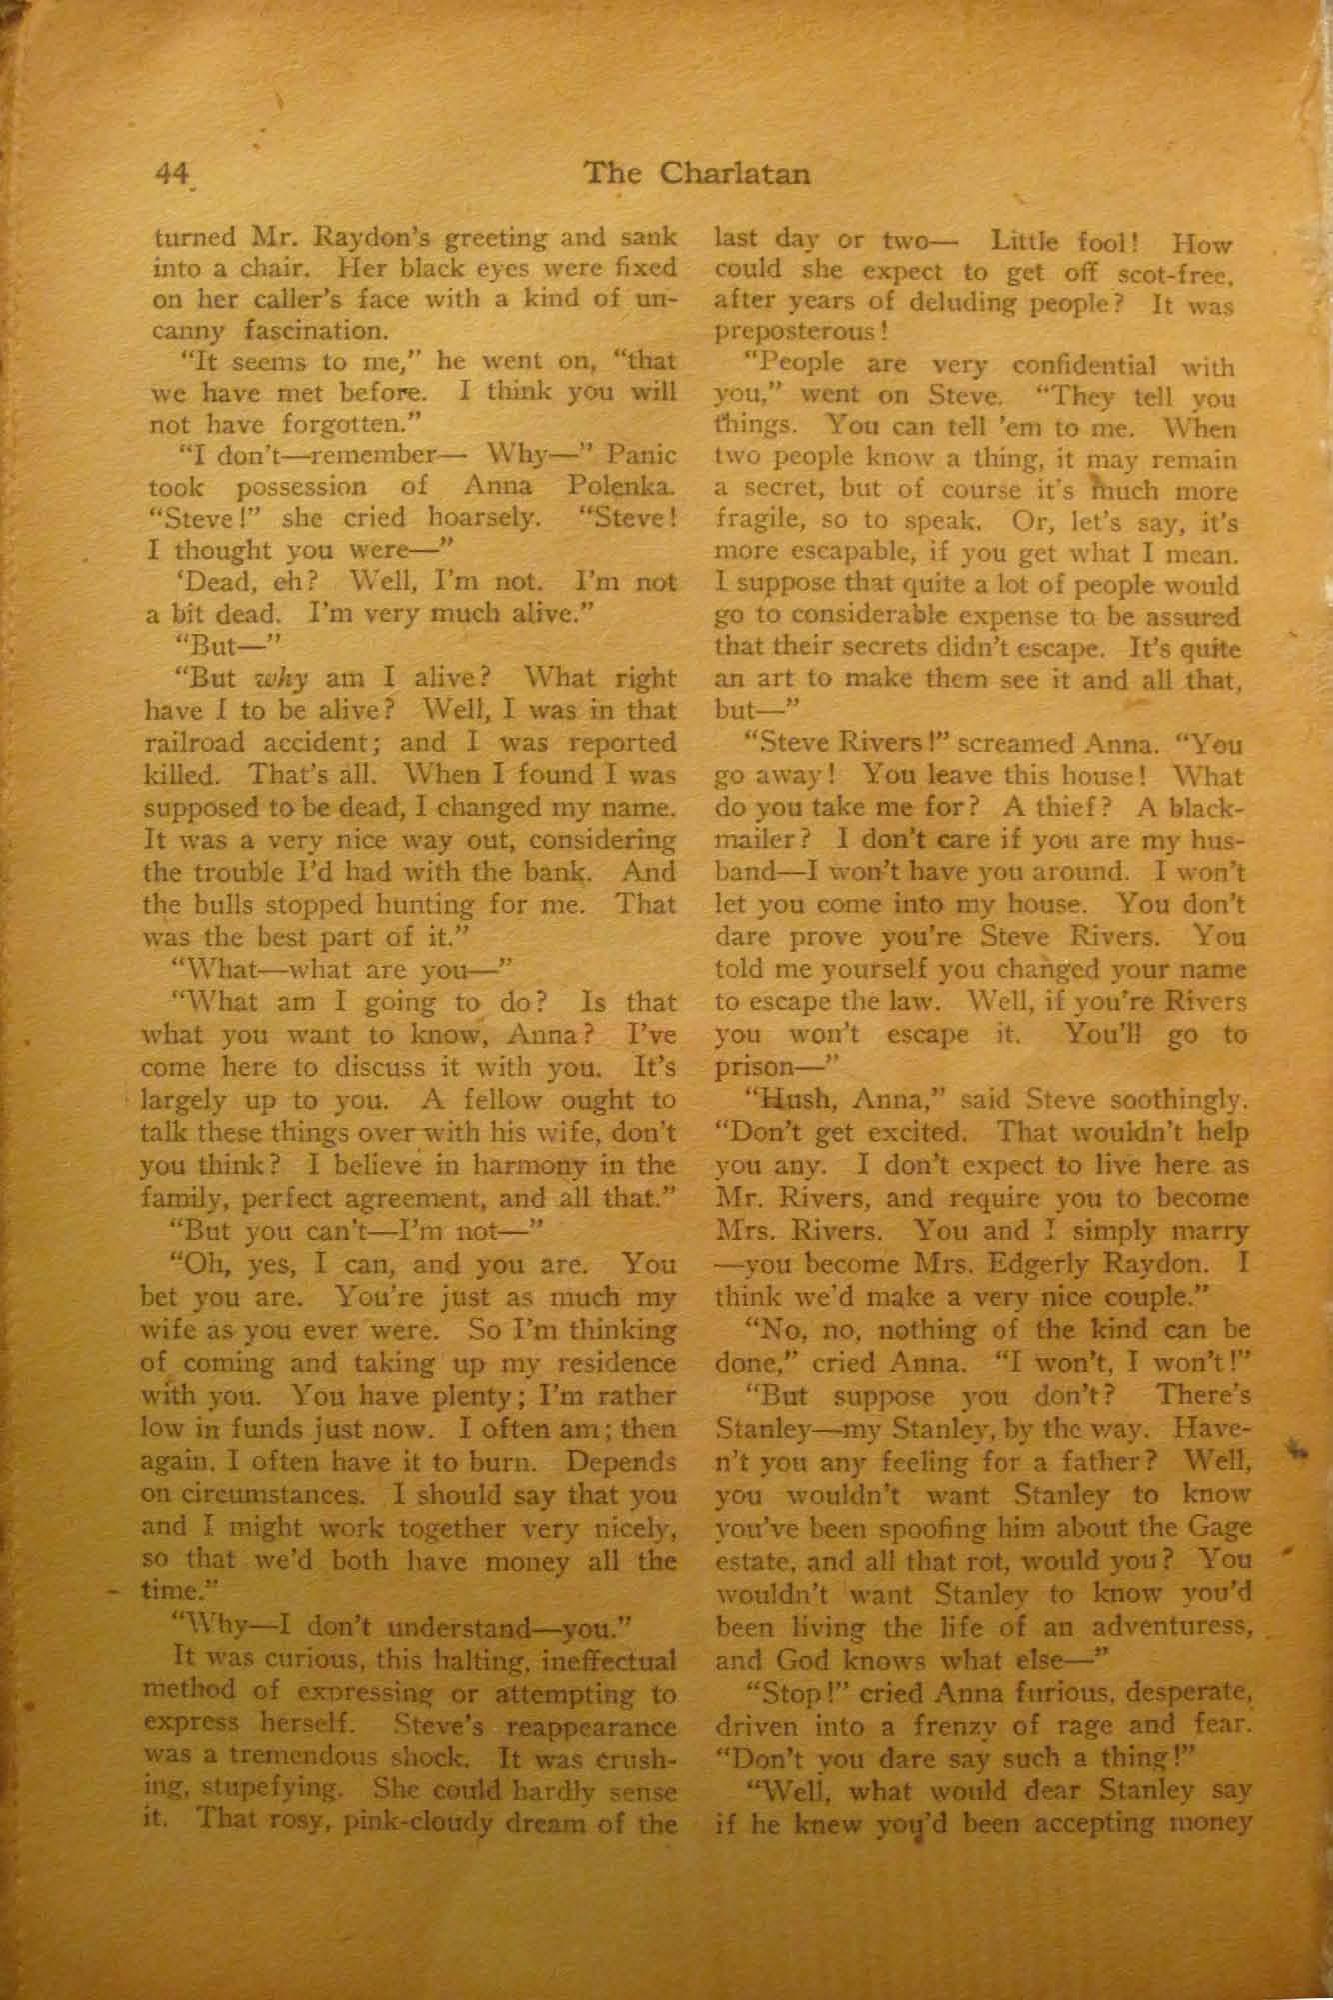 44
The Charlatan
turned Mr. Raydon's greeting and sank
into a chair. Her black eyes were fixed
on her caller's face with a kind of un-
canny fascination.
"It seems to me," he went on, "that
we have met before. I think you will
not have forgotten."
"I don't—remember— Why—" Panic
took possession of Anna Polenka.
"Steve!" she cried hoarsely. "Steve!
I thought you were—"
'Dead, eh? Well, I'm not. I'm not
a bit dead. I'm very much alive."
"But—"
"But why am I alive? What right
have I to be alive? Well, I was in that
railroad accident; and I was reported
killed. That's all. When I found I was
supposed to be dead, I changed my name.
It was a very nice way out, considering
the trouble I'd had with the bank. And
the bulls stopped hunting for me. That
was the best part of it."
"What—what are you—"
"What am I going to do? Is that
what you want to know, Anna? I've
come here to discuss it with you. It's
largely up to you. A fellow ought to
talk these things over with his wife, don't
you think? I believe in harmony in the
family, perfect agreement, and all that."
"But you can't—I'm not—"
"Oh, yes, I can, and you are. You
bet you are. You're just as much my
wife as you ever were. So I'm thinking
of coming and taking up my residence
with you. You have plenty; I'm rather
low in funds just now. I often am; then
again, I often have it to burn. Depends
on circumstances. I should say that you
and I might work together very nicely,
so that we'd both have money all the
time."
"Why—I don't understand—you."
It was curious, this halting, ineffectual
method of expressing or attempting to
express herself. Steve's reappearance
was a tremendous shock. It was crush-
ing, stupefying. She could hardly sense
it. That rosy, pink-cloudy dream of the
last day or two— Little fool! How
could she expect to get off scot-free,
after years of deluding people? It was
preposterous!
"People are very confidential with
you," went on Steve. "They tell you
things. You can tell 'em to me. When
two people know a thing, it may remain
a secret, but of course it's much more
fragile, so to speak. Or, let's say, it's
more escapable, if you get what I mean.
I suppose that quite a lot of people would
go to considerable expense to be assured
that their secrets didn't escape. It's quite
an art to make them see it and all that,
but—"
"Steve Rivers!" screamed Anna. "You
go away! You leave this house! What
do you take me for? A thief? A black-
mailer? I don't care if you are my hus-
band—I won't have you around. I won't
let you come into my house. You don't
dare prove you're Steve Rivers. You
told me yourself you changed your name
to escape the law. Well, if you're Rivers
you won't escape it. You'll go to
prison—"
"Hush, Anna," said Steve soothingly.
"Don't get excited. That wouldn't help
you any. I don't expect to live here as
Mr. Rivers, and require you to become
Mrs. Rivers. You and I simply marry
—you become Mrs. Edgerly Raydon. I
think we'd make a very nice couple."
"No, no, nothing of the kind can be
done," cried Anna. "I won't, I won't!"
"But suppose you don't? There's
Stanley—my Stanley, by the way. Have-
n't you any feeling for a father? Well,
you wouldn't want Stanley to know
you've been spoofing him about the Gage
estate, and all that rot, would you? You
wouldn't want Stanley to know you'd
been living the life of an adventuress,
and God knows what else—"
"Stop!" cried Anna furious, desperate,
driven into a frenzy of rage and fear.
"Don't you dare say such a thing!"
"Well, what would dear Stanley say
if he knew you'd been accepting money